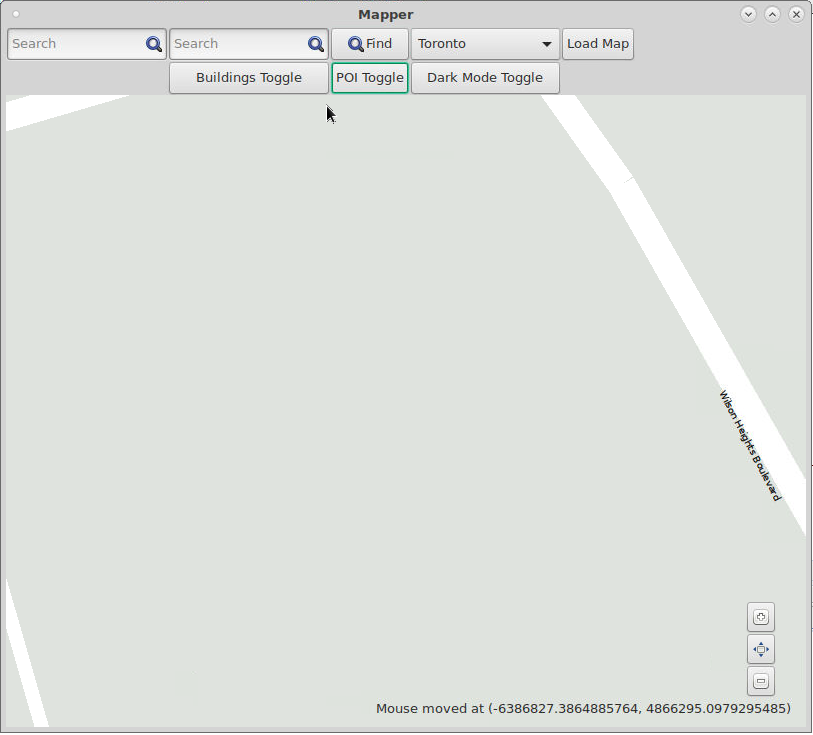 Mapper
Search
Search
Find
Toronto
Load Map
Buildings Toggle
POI Toggle
Dark Mode Toggle
Wilson Heights Boulevard
Mouse moved at (-6386827.3864885764, 4866295.0979295485)